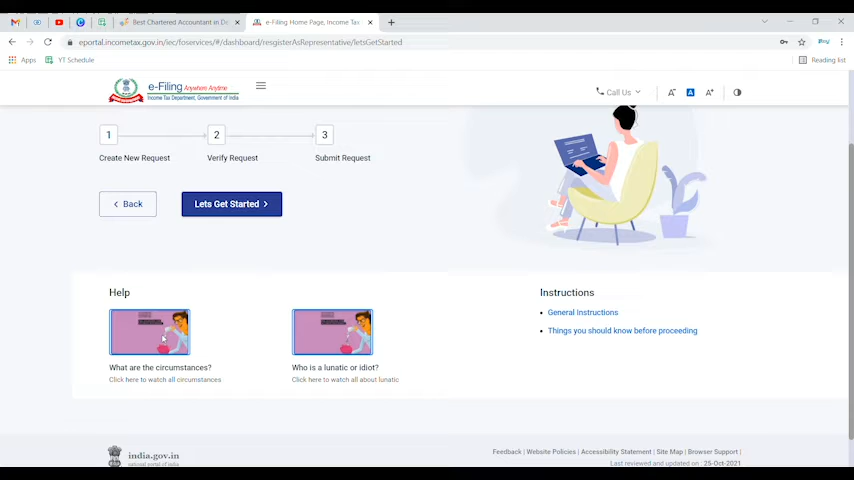 Best Chartered Accountant in De
e-Filing Home Page, Income Tax
eportal.incometax.gov.in/iec/foservices/#/dashboard/resgisterAsRepresentative/letsGetStarted
Apps
YT Schedule
Reading list
e-Filing Anywhere Anytime
Income Tax Department, Government of India
Call Us
A-
A
A+
1
2
3
Create New Request
Verify Request
Submit Request
Back
Lets Get Started
Help
Instructions
General Instructions
Things you should know before proceeding
What are the circumstances?
Who is a lunatic or idiot?
Click here to watch all circumstances
Click here to watch all about lunatic
india.gov.in
national portal of india
Feedback | Website Policies | Accessibility Statement | Site Map | Browser Support |
Last reviewed and updated on : 25-Oct-2021